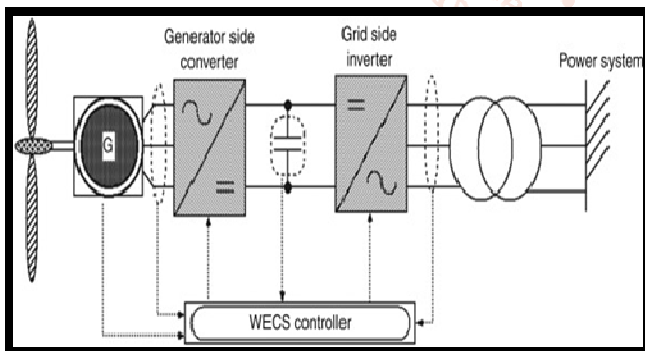 Generator side
converter
Grid side
inverter
Power system
G
WECS controller